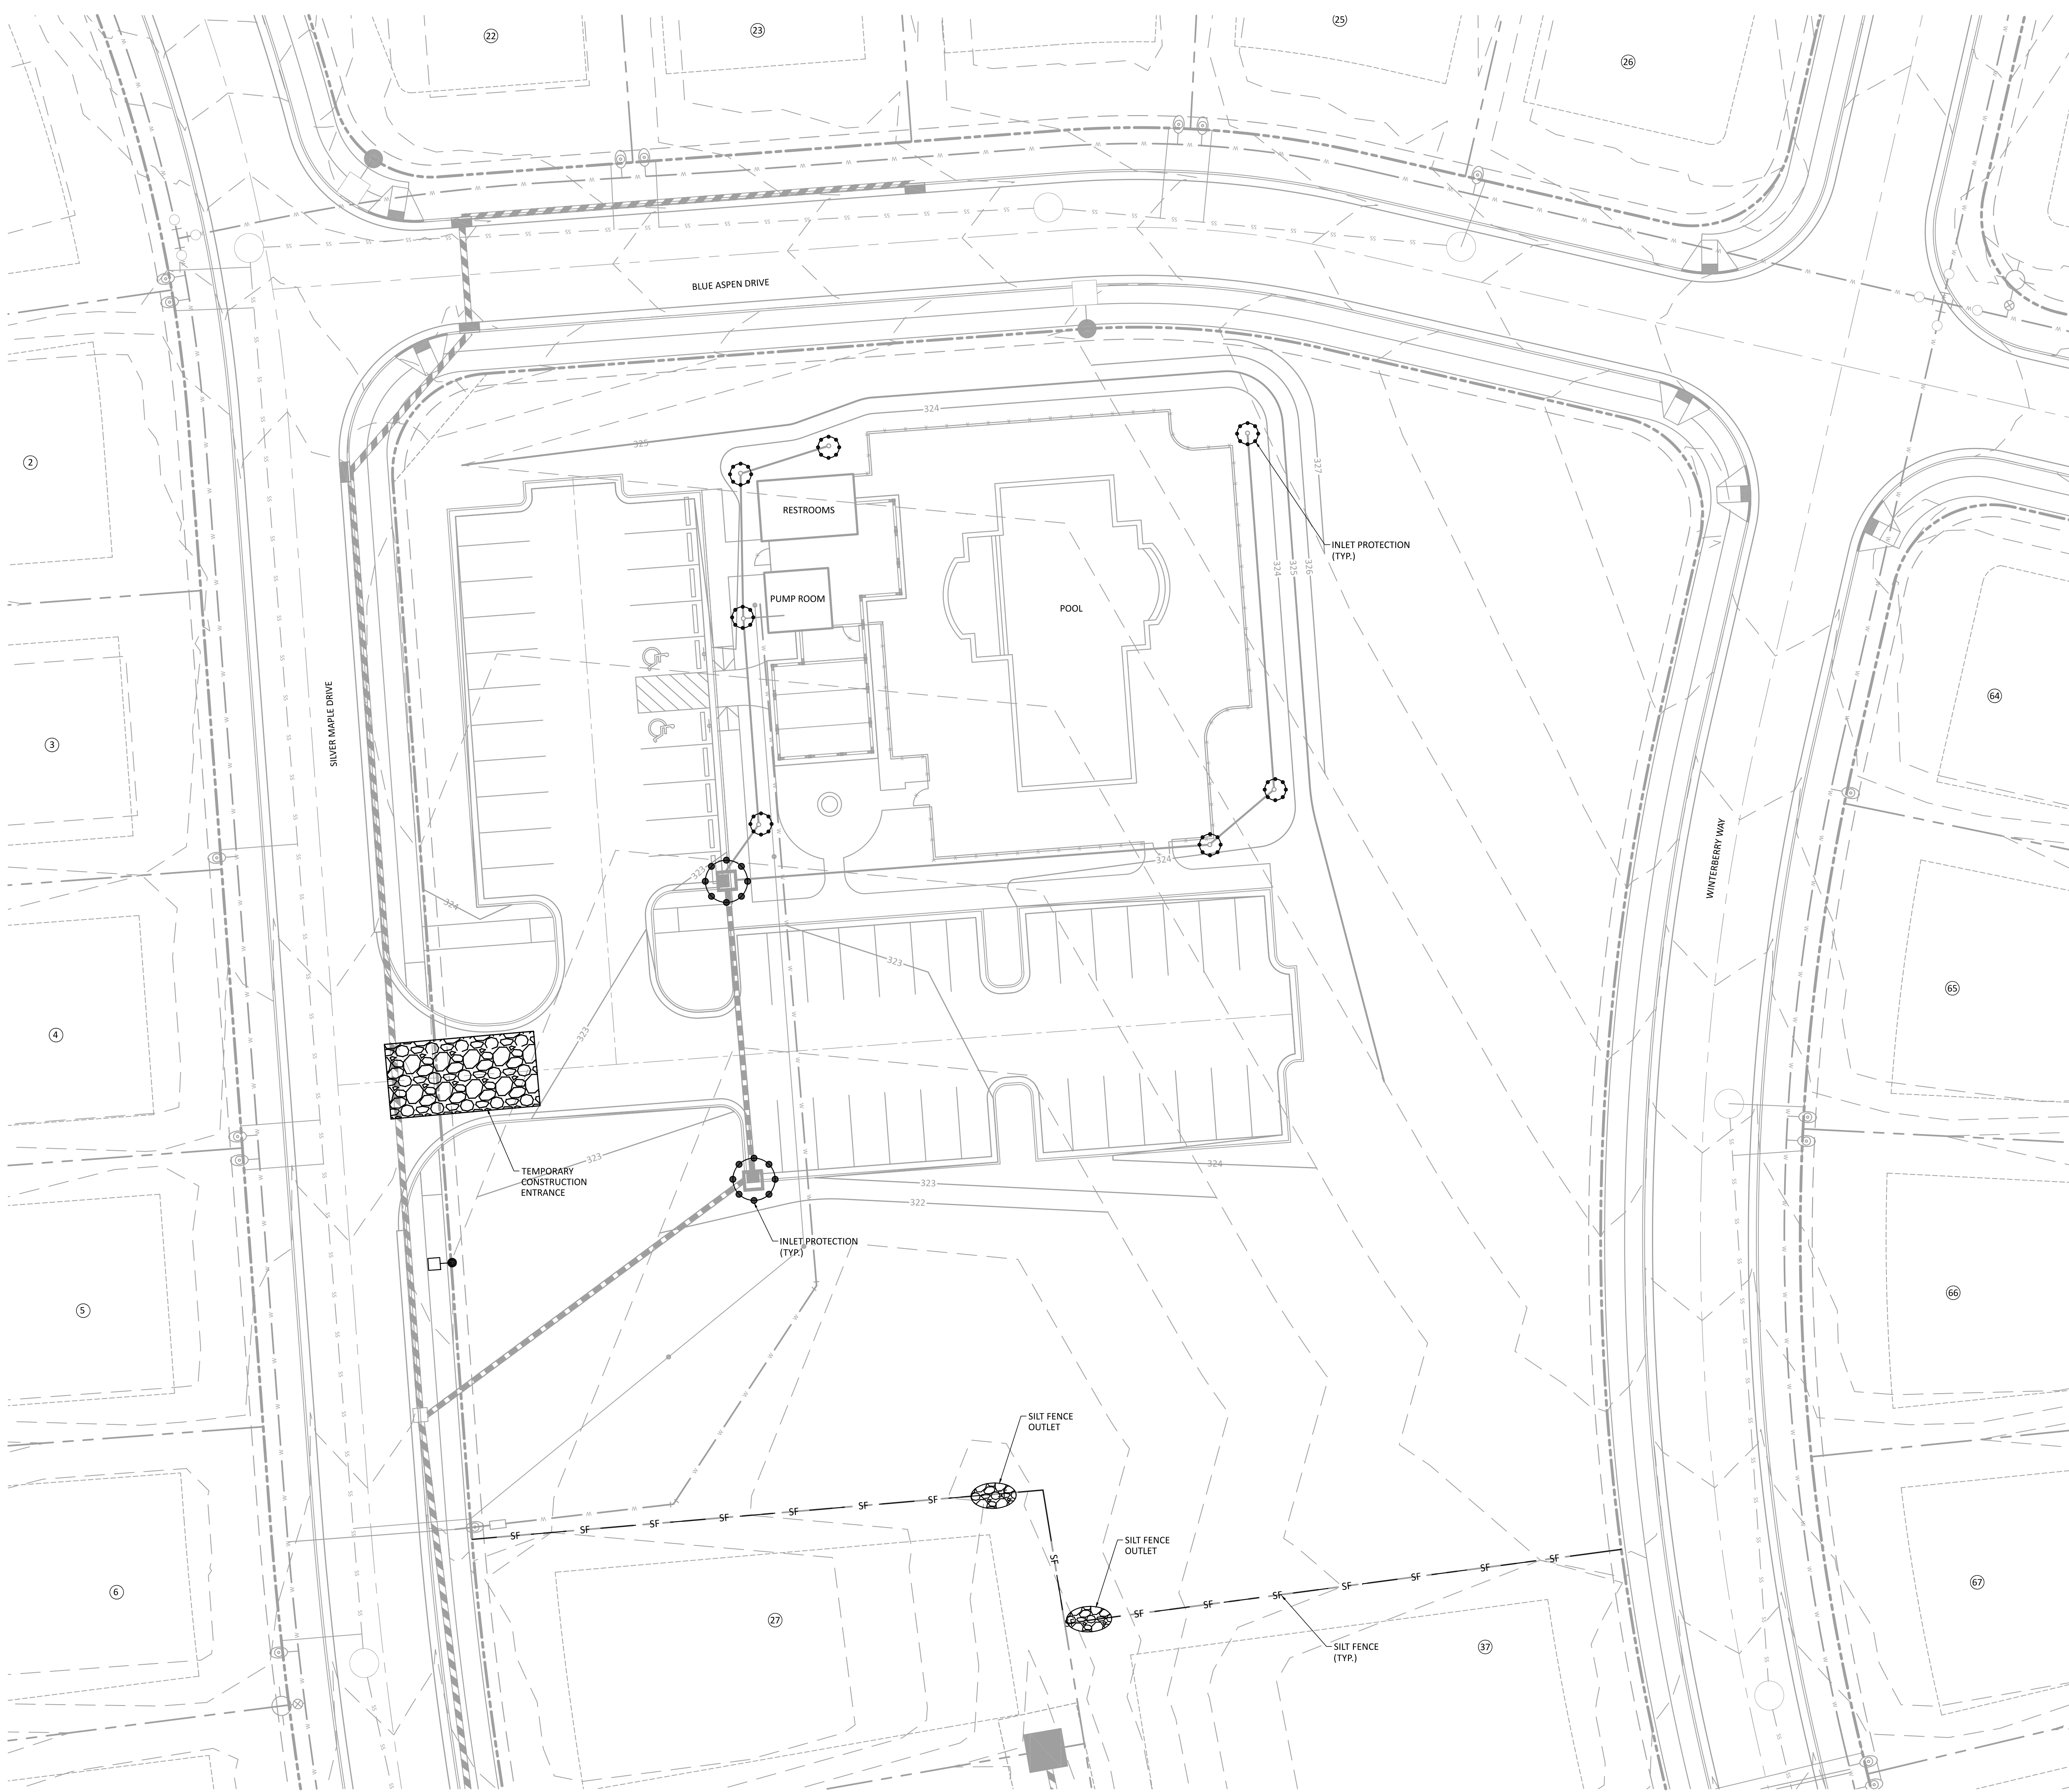 22
23
25
26
BLUE ASPEN DRIVE
324
325
327
2
RESTROOMS
INLET PROTECTION
(TYP.)
324
325
326
PUMP ROOM
POOL
64
SILVER MAPLE DRIVE
3
WINTERBERRY WAY
324
323
324
323
65
4
323
TEMPORARY
CONSTRUCTION
ENTRANCE
323
324
323
322
INLET PROTECTION
(TYP.)
66
5
SILT FENCE
OUTLET
SF SF SF SF SF SF SF
SILT FENCE
OUTLET
SF
SF SF SF SF SF SF SF SF
67
6
27
SILT FENCE
(TYP.)
37